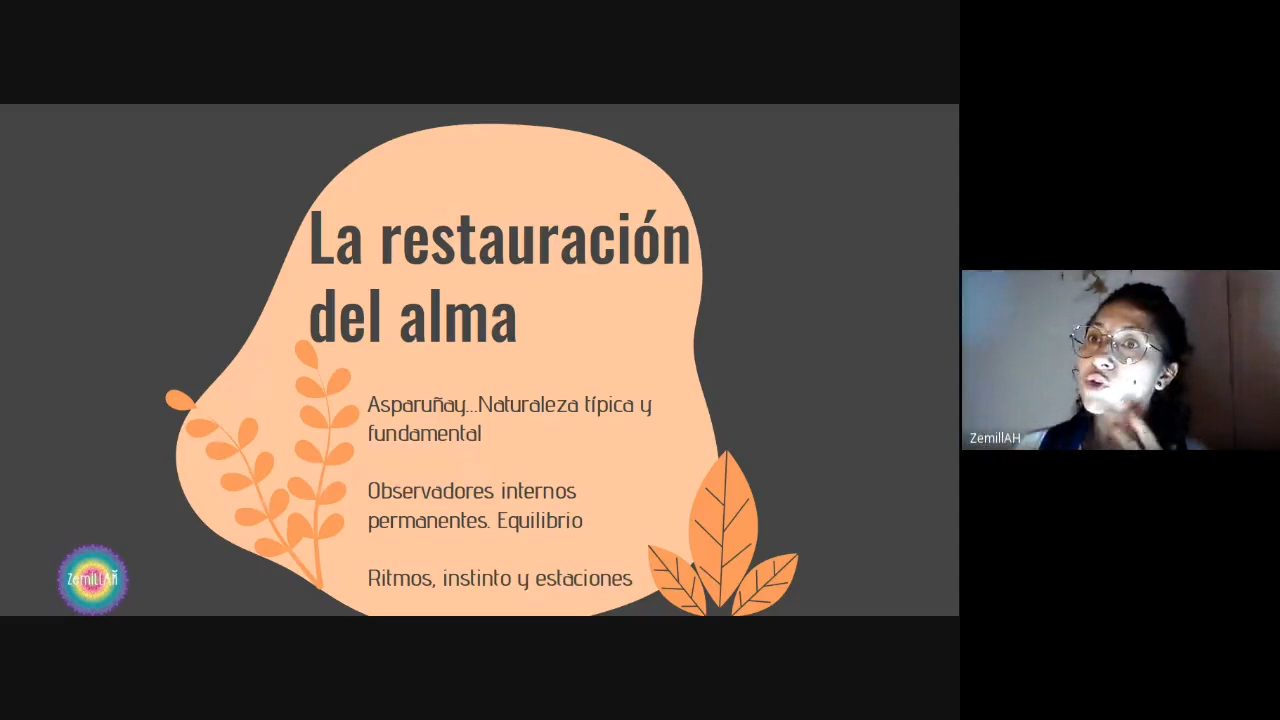 La restauración
del alma
Asparuñay...Naturaleza típica y
fundamental
Observadores internos
permanentes. Equilibrio
Ritmos, instinto y estaciones
ZemillAH
ZemillAH